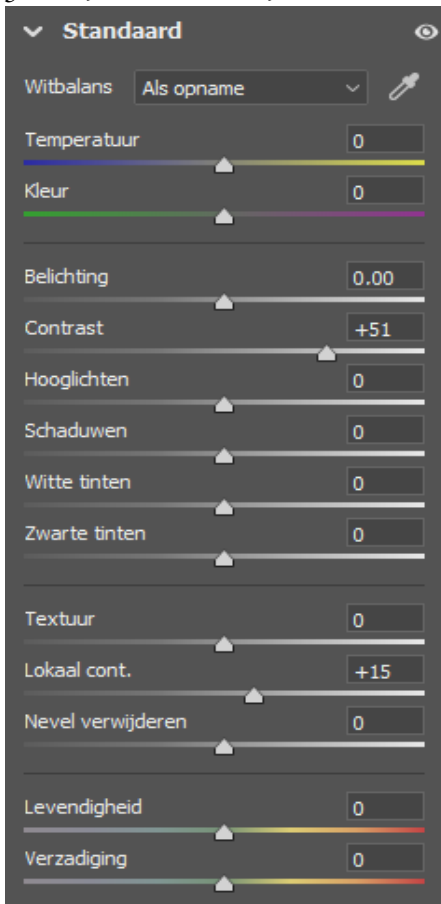 Standaard
Witbalans Als opname
Temperatuur 0
Kleur 0
Belichting 0.00
Contrast +51
Hooglichten 0
Schaduwen 0
Witte tinten 0
Zwarte tinten 0
Textuur 0
Lokaal cont. +15
Nevel verwijderen 0
Levendigheid 0
Verzadiging 0